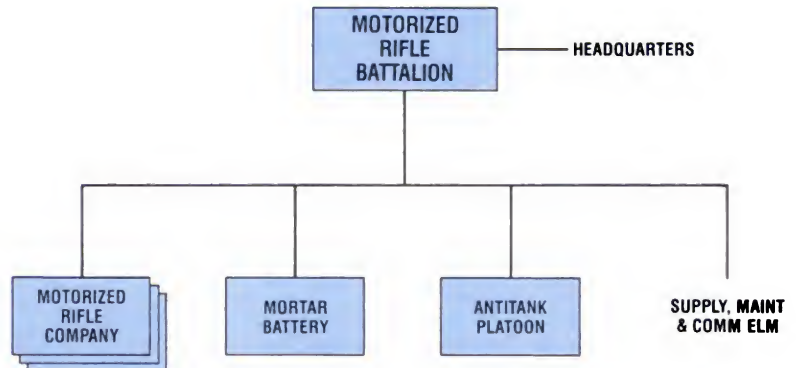 MOTORIZED
RIFLE
BATTALION
HEADQUARTERS
MOTORIZED
RIFLE
COMPANY
MORTAR
BATTERY
ANTITANK
PLATOON
SUPPLY, MAINT
& COMM ELM